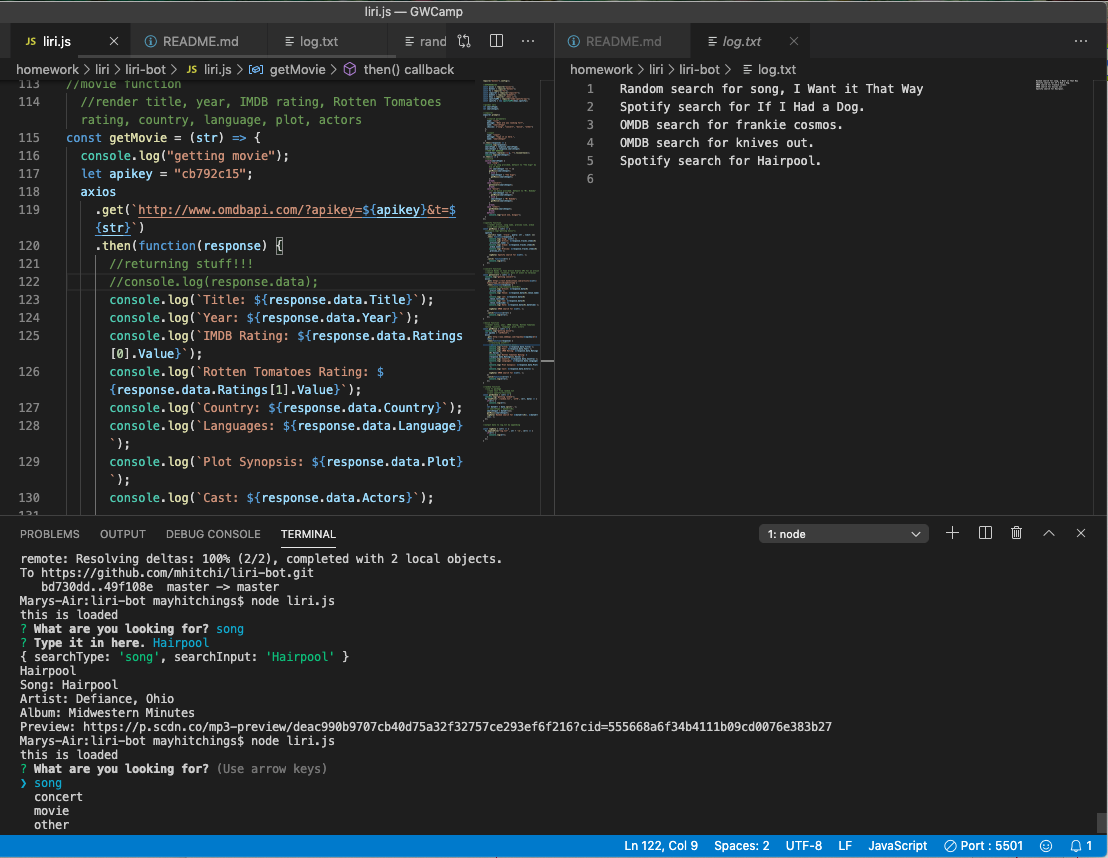 liri.js — GWCamp
JS liri.js
README.md
log.txt
rand
README.md
log.txt
homework > liri > liri-bot > JS liri.js > getMovie > then() callback
113 //movie function
114 //render title, year, IMDB rating, Rotten Tomatoes
rating, country, language, plot, actors
115 const getMovie = (str) => {
116 console.log("getting movie");
117 let apikey = "cb792c15";
118 axios
119 .get(`http://www.omdbapi.com/?apikey=${apikey}&t=$
{str}`)
120 .then(function(response) {
121 //returning stuff!!!
122 //console.log(response.data);
123 console.log(`Title: ${response.data.Title}`);
124 console.log(`Year: ${response.data.Year}`);
125 console.log(`IMDB Rating: ${response.data.Ratings
[0].Value}`);
126 console.log(`Rotten Tomatoes Rating: $
{response.data.Ratings[1].Value}`);
127 console.log(`Country: ${response.data.Country}`);
128 console.log(`Languages: ${response.data.Language}
`);
129 console.log(`Plot Synopsis: ${response.data.Plot}
`);
130 console.log(`Cast: ${response.data.Actors}`);
131
homework > liri > liri-bot > log.txt
1 Random search for song, I Want it That Way
2 Spotify search for If I Had a Dog.
3 OMDB search for frankie cosmos.
4 OMDB search for knives out.
5 Spotify search for Hairpool.
6
PROBLEMS OUTPUT DEBUG CONSOLE TERMINAL 1: node
remote: Resolving deltas: 100% (2/2), completed with 2 local objects.
To https://github.com/mhitchi/liri-bot.git
bd730dd..49f108e master -> master
Marys-Air:liri-bot mayhitchings$ node liri.js
this is loaded
? What are you looking for? song
? Type it in here. Hairpool
{ searchType: 'song', searchInput: 'Hairpool' }
Hairpool
Song: Hairpool
Artist: Defiance, Ohio
Album: Midwestern Minutes
Preview: https://p.scdn.co/mp3-preview/deac990b9707cb40d75a32f32757ce293ef6f216?cid=555668a6f34b4111b09cd0076e383b27
Marys-Air:liri-bot mayhitchings$ node liri.js
this is loaded
? What are you looking for? (Use arrow keys)
❯ song
concert
movie
other
Ln 122, Col 9 Spaces: 2 UTF-8 LF JavaScript Port : 5501 1